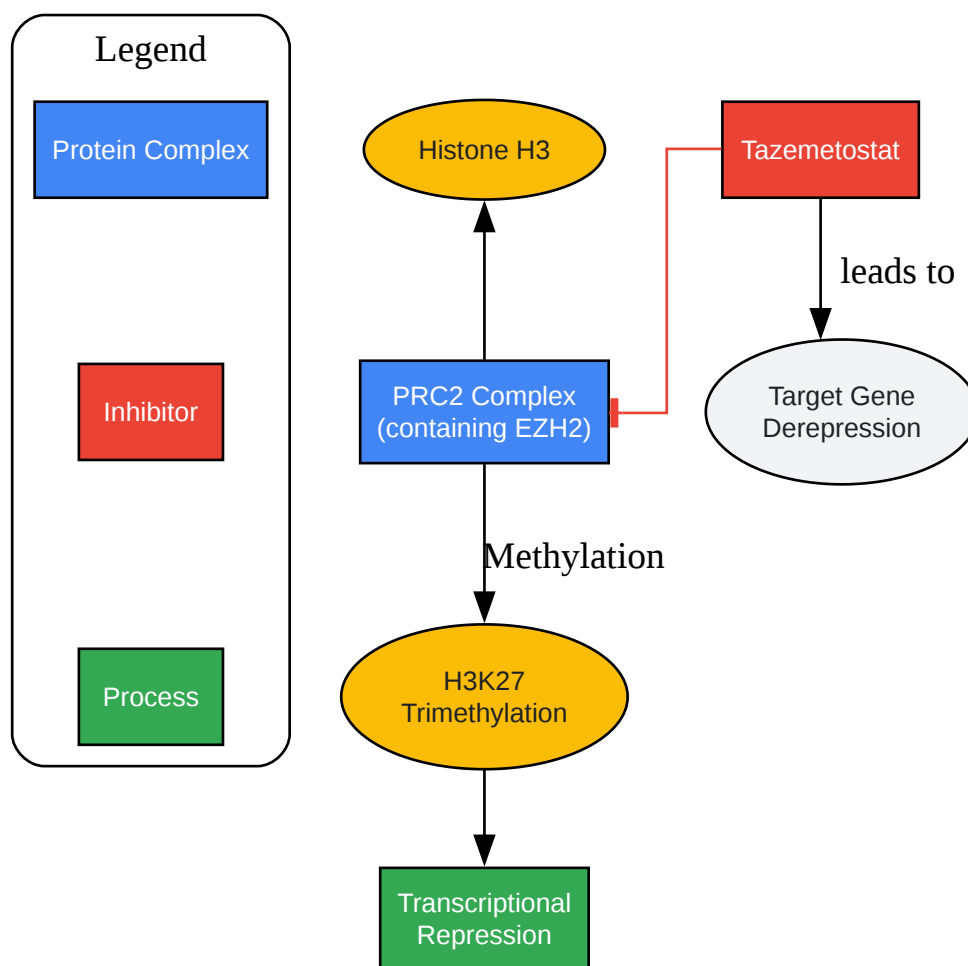 Legend
Protein Complex
Inhibitor
Process
Histone H3
Tazemetostat
leads to
PRC2 Complex
(containing EZH2)
Target Gene
Derepression
Methylation
H3K27
Trimethylation
Transcriptional
Repression